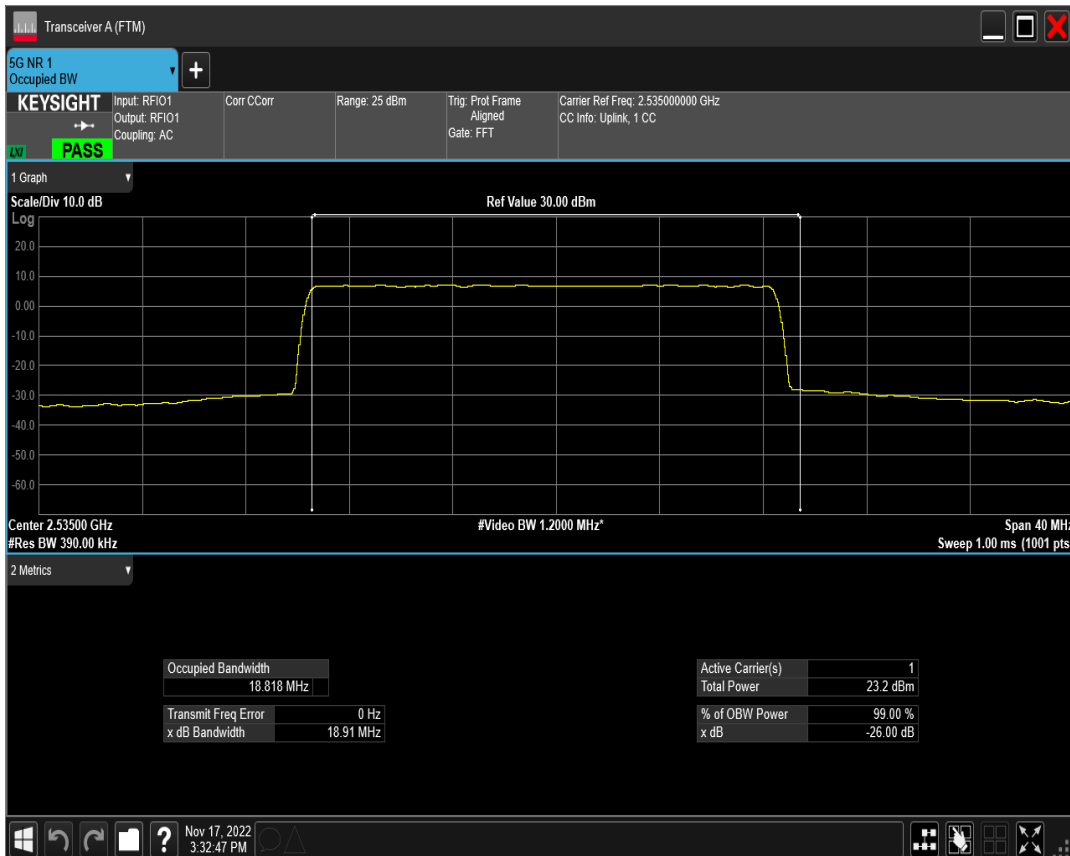 Transceiver A (FTM)
5G NR 1
Occupied BW
+
KEYSIGHT
LXI
PASS
Input: RFIO1
Output: RFIO1
Coupling: AC
Corr CCorr
Range: 25 dBm
Trig: Prot Frame
Aligned
Gate: FFT
Carrier Ref Freq: 2.535000000 GHz
CC Info: Uplink, 1 CC
1 Graph
Scale/Div 10.0 dB
Ref Value 30.00 dBm
Log
20.0
10.0
0.00
-10.0
-20.0
-30.0
-40.0
-50.0
-60.0
Center 2.53500 GHz
#Video BW 1.2000 MHz*
Span 40 MHz
#Res BW 390.00 kHz
Sweep 1.00 ms (1001 pts
2 Metrics
Occupied Bandwidth
18.818 MHz
Transmit Freq Error 0 Hz
x dB Bandwidth 18.91 MHz
Active Carrier(s) 1
Total Power 23.2 dBm
% of OBW Power 99.00 %
x dB -26.00 dB
?
Nov 17, 2022
3:32:47 PM